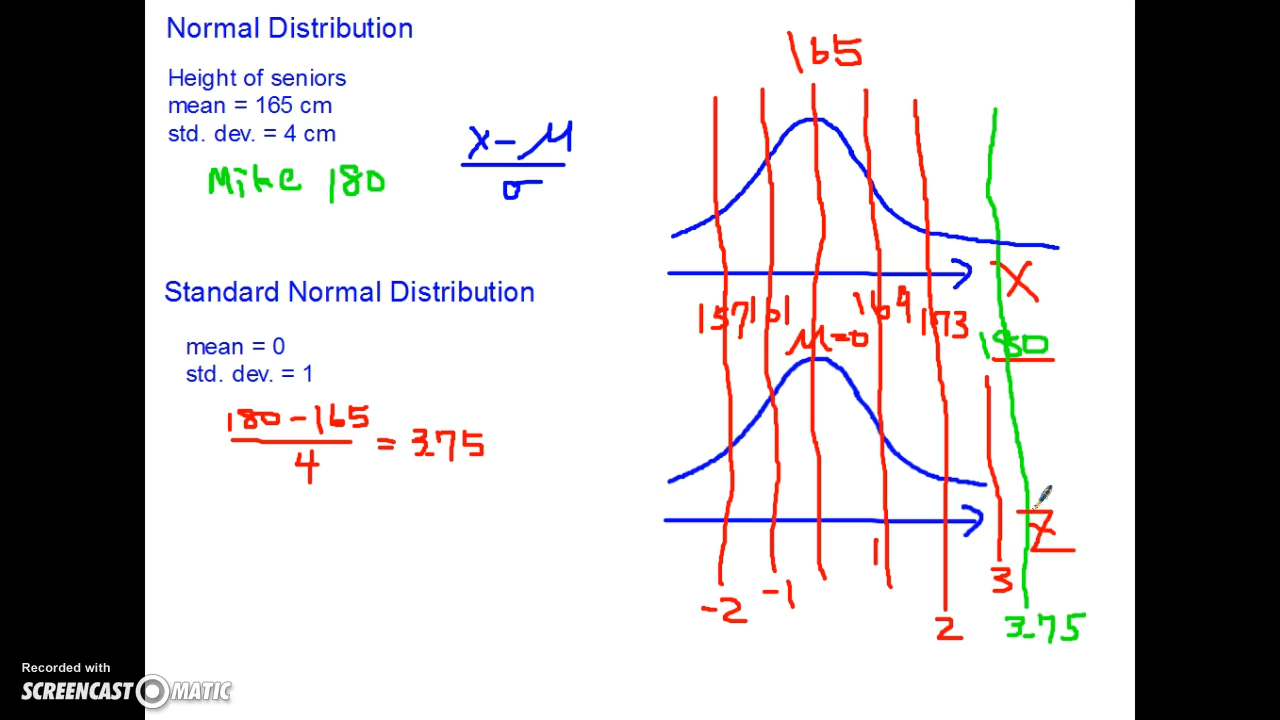 Normal Distribution
Height of seniors
mean = 165 cm
std. dev. = 4 cm
Mike 180
x - μ
σ
Standard Normal Distribution
mean = 0
std. dev. = 1
180 - 165
4
= 3.75
165
X
157 161 169 173
180
μ = 0
Z
-2 -1 1 2 3 3.75
Recorded with
SCREENCAST-O-MATIC